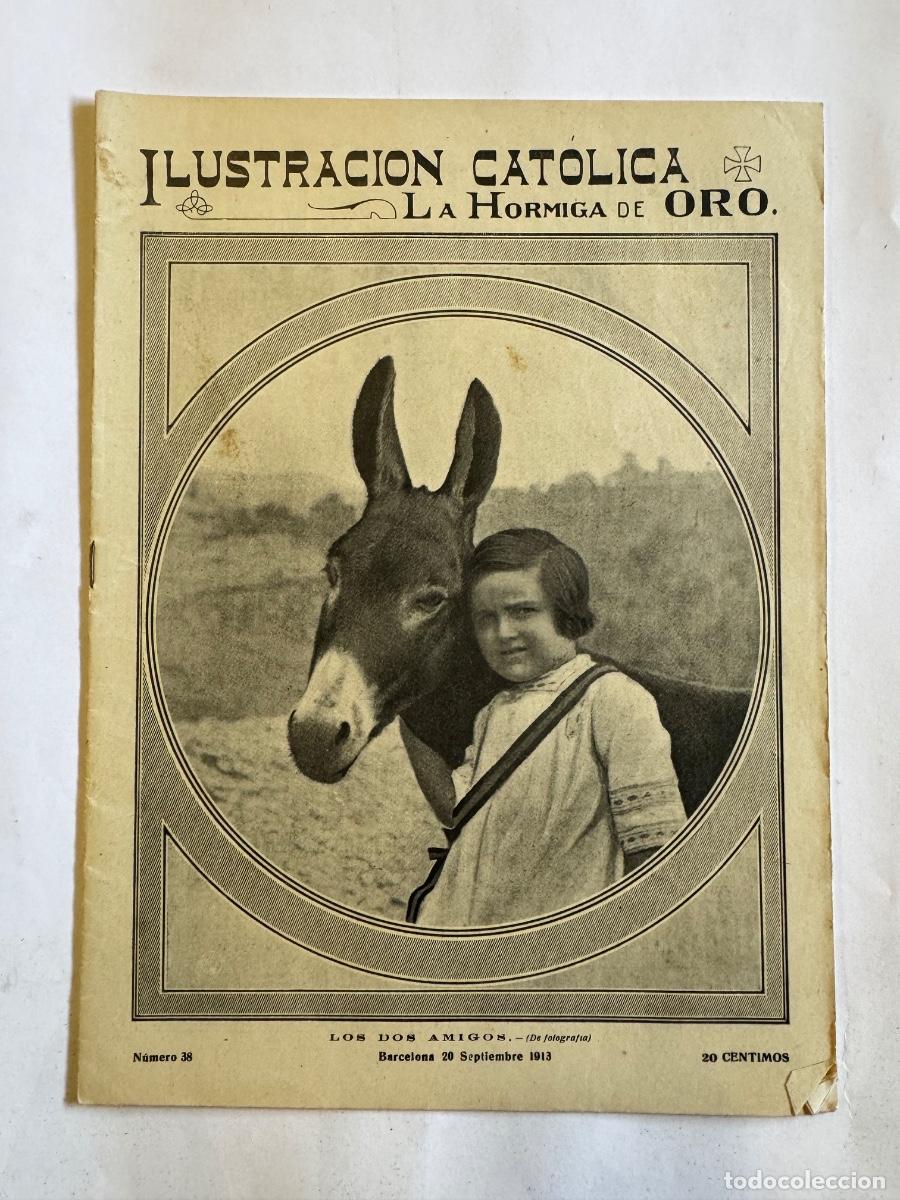 ILUSTRACION CATÓLICA
LA HORMIGA DE ORO.
LOS DOS AMIGOS.—(De fotografía)
Número 38
Barcelona 20 Septiembre 1913
20 CENTIMOS
todocoleccion